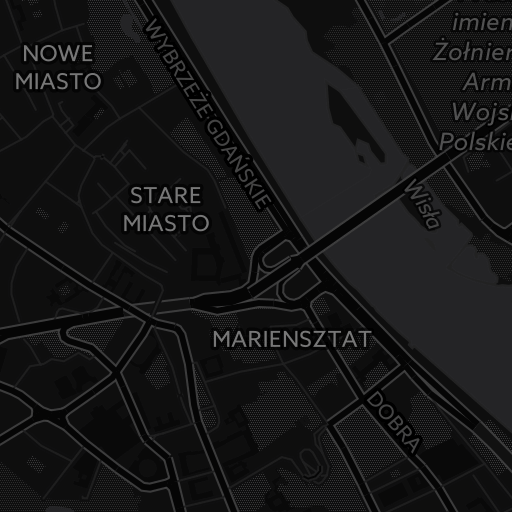 NOWE
MIASTO
WYBRZEŻE GDAŃSKIE
imien
Żołnier
Arm
Wojsk
Polskie
STARE
MIASTO
Wisła
MARIENSZTAT
DOBRA